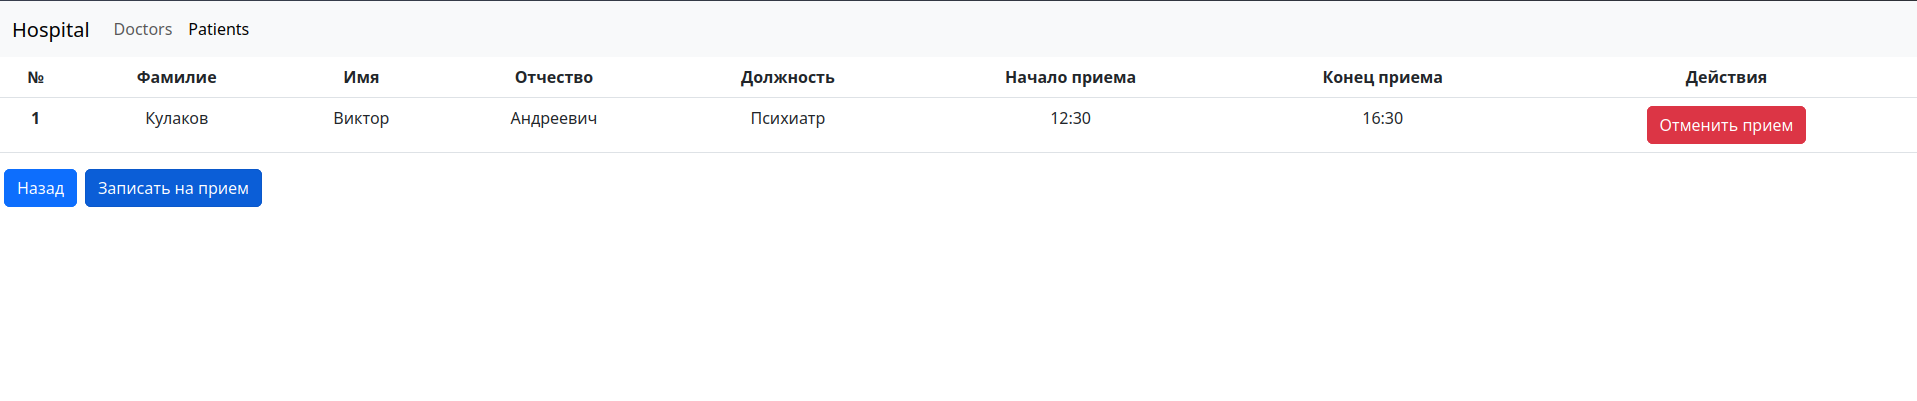 Hospital Doctors Patients
№ Фамилие Имя Отчество Должность Начало приема Конец приема Действия
1 Кулаков Виктор Андреевич Психиатр 12:30 16:30 Отменить прием
Назад Записать на прием